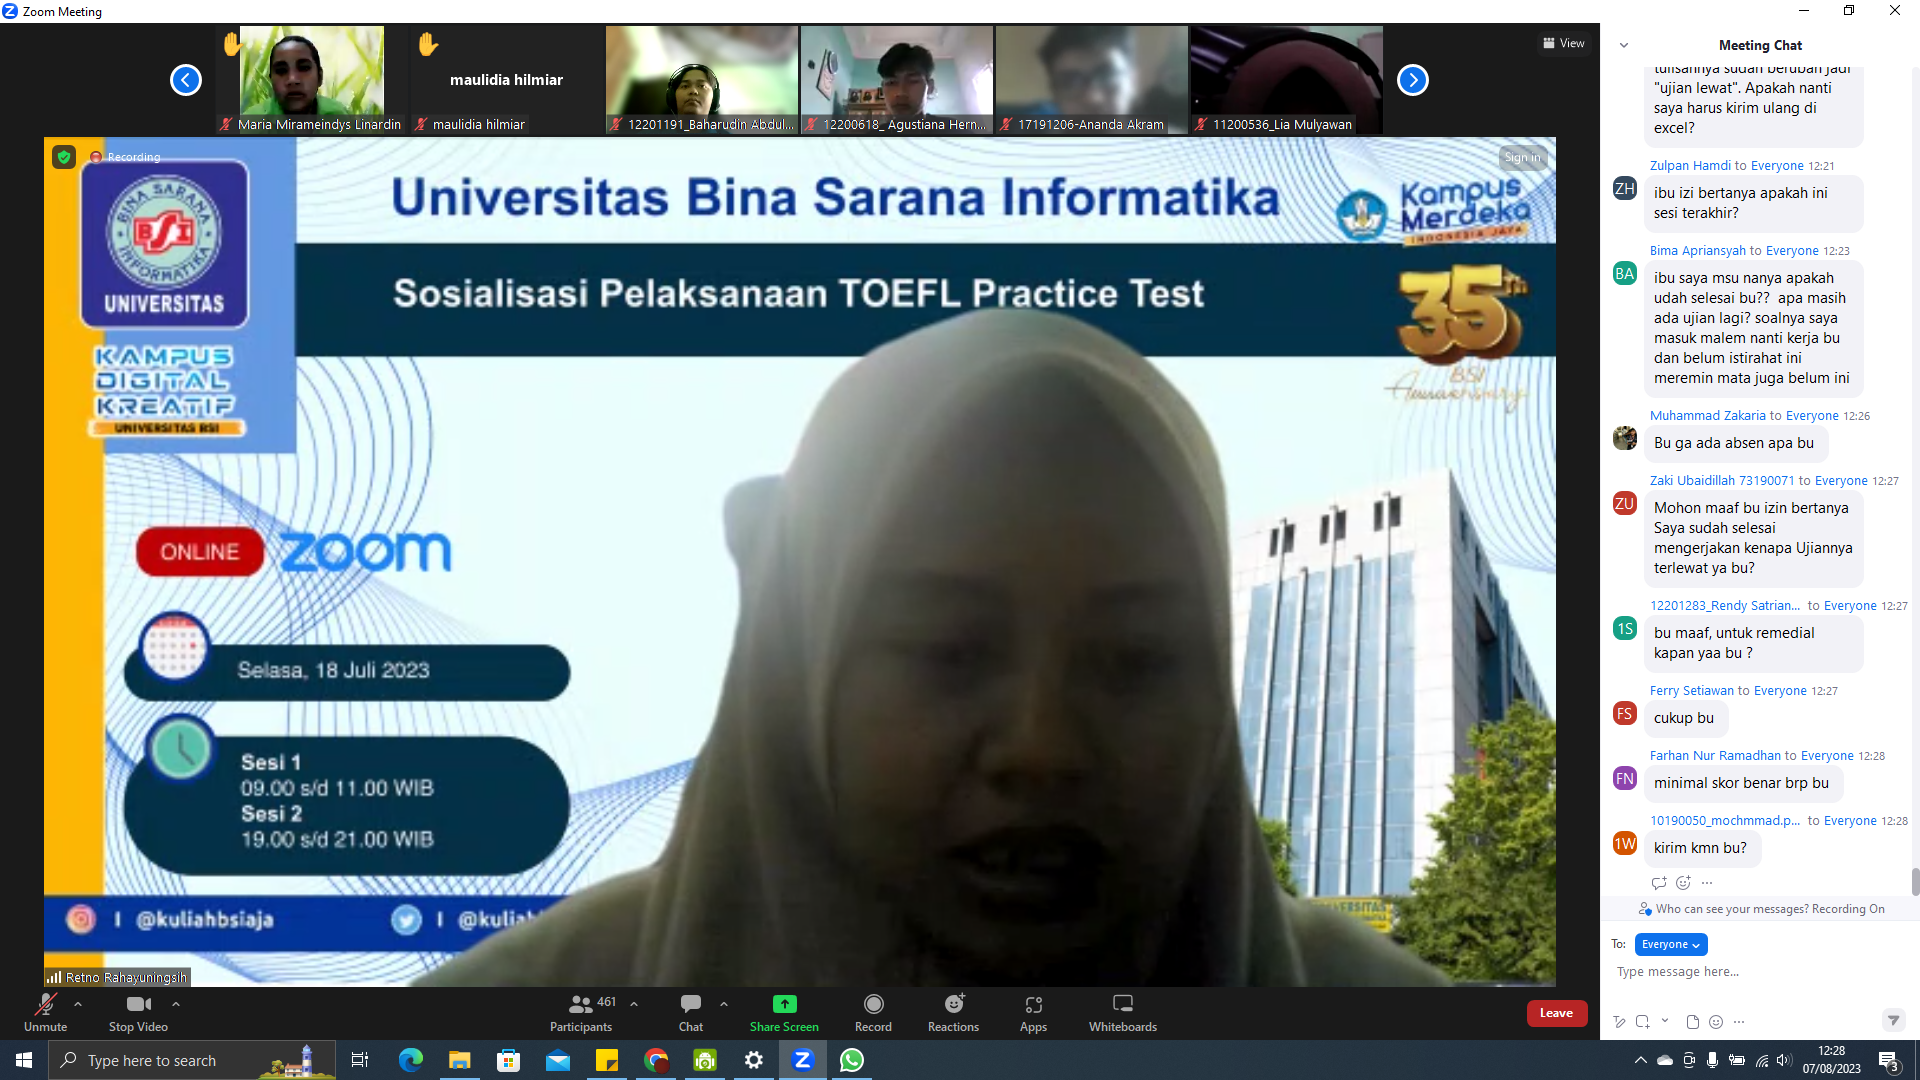 Zoom Meeting
maulidia hilmiar
View
Maria Mirameindys Linardin
maulidia hilmiar
12201191_Baharudin Abdul...
12200618_ Agustiana Hern...
17191206-Ananda Akram
11200536_Lia Mulyawan
Recording
Sign in
BINA SARANA
BSI
INFORMATIKA
UNIVERSITAS
KAMPUS
DIGITAL
KREATIF
UNIVERSITAS BSI
Universitas Bina Sarana Informatika
Kampus
Merdeka
INDONESIA JAYA
Sosialisasi Pelaksanaan TOEFL Practice Test
35th
BSI
Anniversary
ONLINE
zoom
Selasa, 18 Juli 2023
Sesi 1
09.00 s/d 11.00 WIB
Sesi 2
19.00 s/d 21.00 WIB
I @kuliahbsiaja
I @kuliah
Retno Rahayuningsih
Unmute
Stop Video
461
Participants
Chat
Share Screen
Record
Reactions
Apps
Whiteboards
Leave
Meeting Chat
tulisannya sudah berubah jadi
"ujian lewat". Apakah nanti
saya harus kirim ulang di
excel?
Zulpan Hamdi to Everyone 12:21
ZH
ibu izi bertanya apakah ini
sesi terakhir?
Bima Apriansyah to Everyone 12:23
BA
ibu saya msu nanya apakah
udah selesai bu?? apa masih
ada ujian lagi? soalnya saya
masuk malem nanti kerja bu
dan belum istirahat ini
meremin mata juga belum ini
Muhammad Zakaria to Everyone 12:26
Bu ga ada absen apa bu
Zaki Ubaidillah 73190071 to Everyone 12:27
ZU
Mohon maaf bu izin bertanya
Saya sudah selesai
mengerjakan kenapa Ujiannya
terlewat ya bu?
12201283_Rendy Satrian... to Everyone 12:27
1S
bu maaf, untuk remedial
kapan yaa bu ?
Ferry Setiawan to Everyone 12:27
FS
cukup bu
Farhan Nur Ramadhan to Everyone 12:28
FN
minimal skor benar brp bu
10190050_mochmmad.p... to Everyone 12:28
1W
kirim kmn bu?
Who can see your messages? Recording On
To: Everyone
Type message here...
Type here to search
12:28
07/08/2023
3